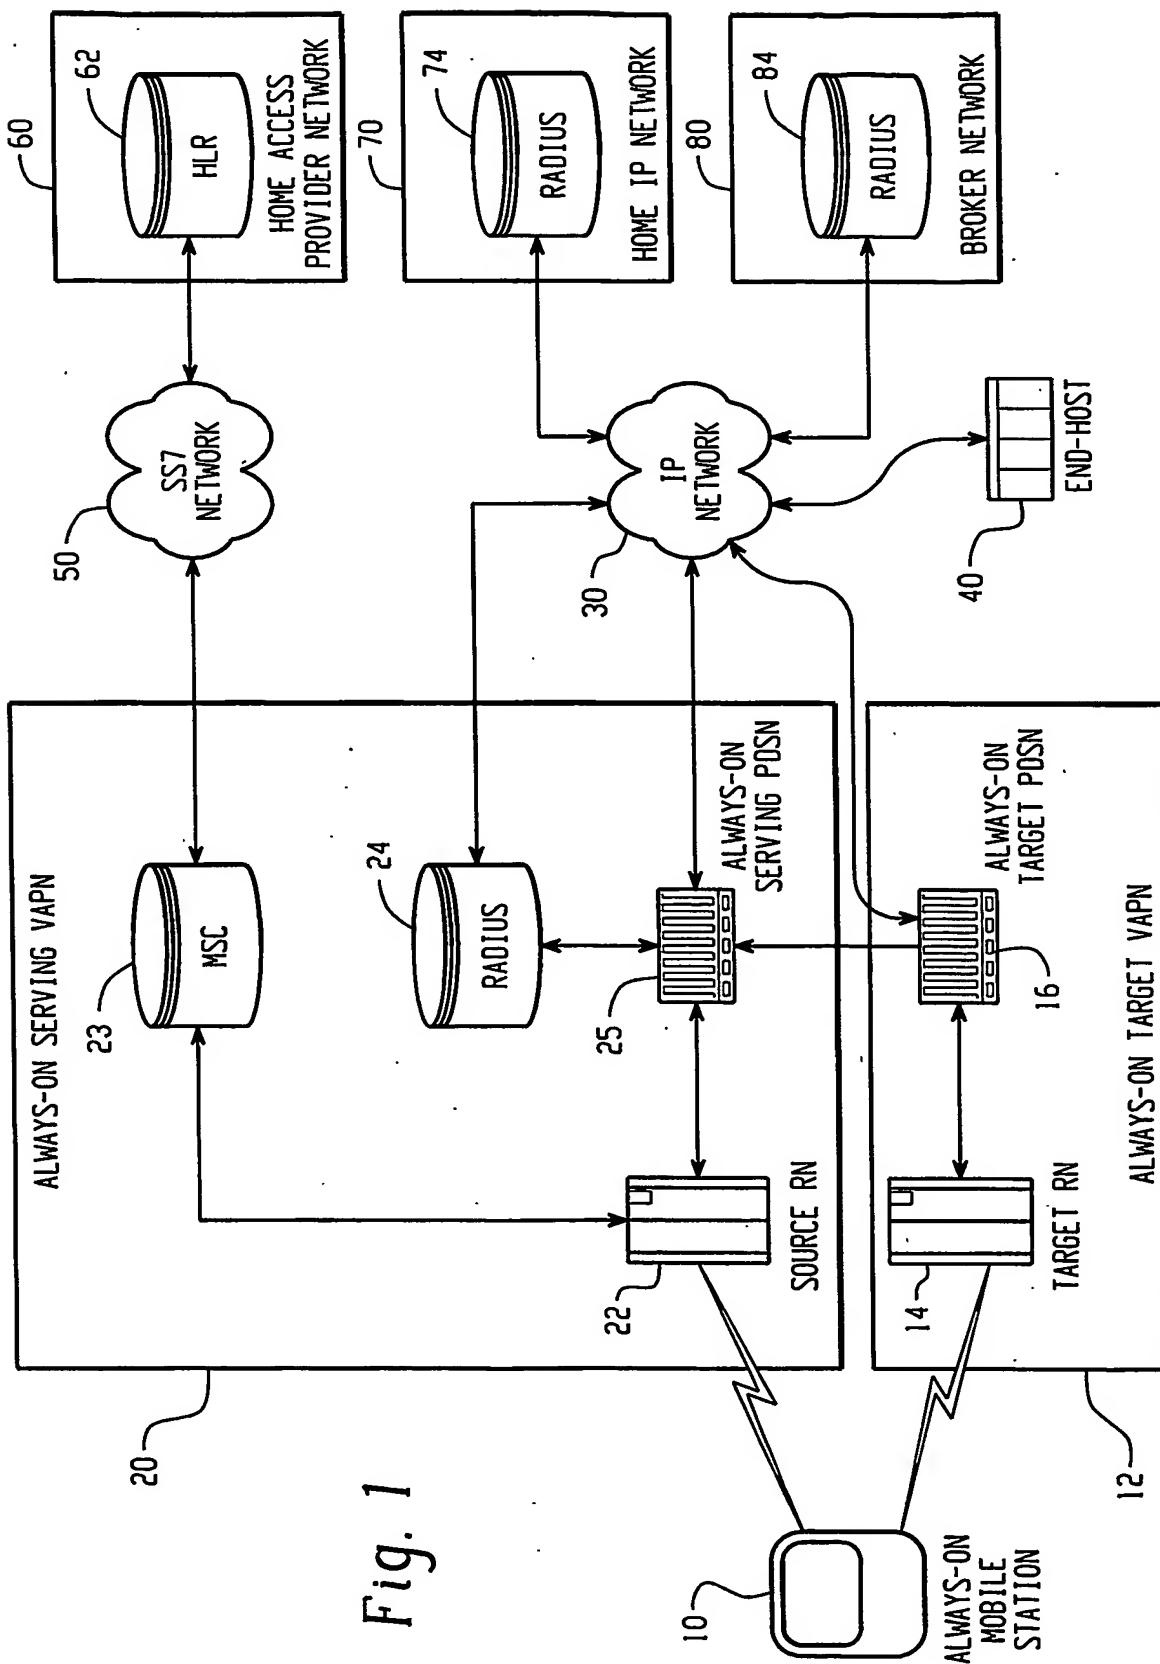 ALWAYS-ON SERVING VAPN
20
23
MSC
24
RADIUS
25
ALWAYS-ON
SERVING PDSN
22
SOURCE RN
50
SS7
NETWORK
60
62
HLR
HOME ACCESS
PROVIDER NETWORK
70
74
RADIUS
HOME IP NETWORK
80
84
RADIUS
BROKER NETWORK
30
IP
NETWORK
40
END-HOST
10
ALWAYS-ON
MOBILE
STATION
14
TARGET RN
16
ALWAYS-ON
TARGET PDSN
12
ALWAYS-ON TARGET VAPN
Fig. 1